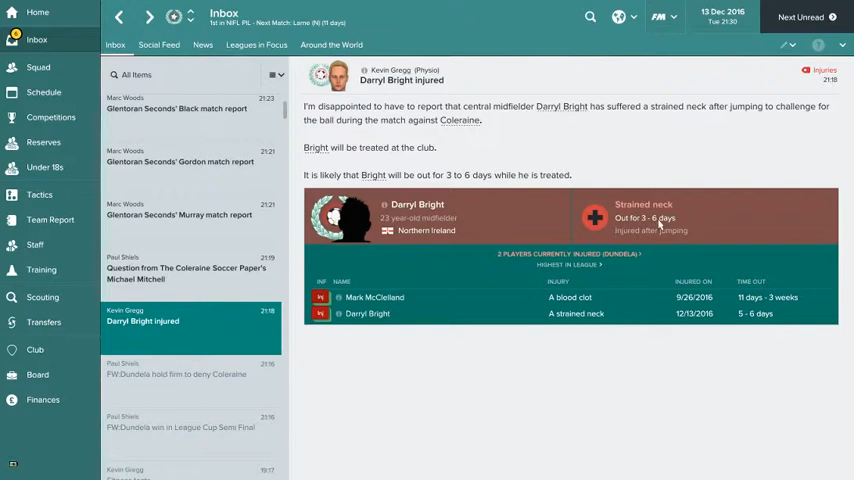 Home
6
Inbox
Squad
Schedule
Competitions
Reserves
Under 18s
Tactics
Team Report
Staff
Training
Scouting
Transfers
Club
Board
Finances
Inbox
1st in NIFL PIL - Next Match: Larne (N) (11 days)
FM
13 Dec 2016
Tue 21:30
Next Unread >
Inbox Social Feed News Leagues in Focus Around the World
?
All Items
Marc Woods 21:23
Glentoran Seconds' Black match report
Marc Woods 21:21
Glentoran Seconds' Gordon match report
Marc Woods 21:21
Glentoran Seconds' Murray match report
Paul Shiels 21:19
Question from The Coleraine Soccer Paper's
Michael Mitchell
Kevin Gregg 21:18
Darryl Bright injured
Paul Shiels 21:16
FW:Dundela hold firm to deny Coleraine
Paul Shiels 21:16
FW:Dundela win in League Cup Semi Final
Kevin Gregg 19:17
Kevin Gregg (Physio)
Darryl Bright injured
Injuries
21:18
I'm disappointed to have to report that central midfielder Darryl Bright has suffered a strained neck after jumping to challenge for
the ball during the match against Coleraine.
Bright will be treated at the club.
It is likely that Bright will be out for 3 to 6 days while he is treated.
Darryl Bright
23 year-old midfielder
Northern Ireland
Strained neck
Out for 3 - 6 days
Injured after jumping
2 PLAYERS CURRENTLY INJURED (DUNDELA) >
HIGHEST IN LEAGUE >
INF NAME INJURY INJURED ON TIME OUT
Inj Mark McClelland A blood clot 9/26/2016 11 days - 3 weeks
Inj Darryl Bright A strained neck 12/13/2016 5 - 6 days